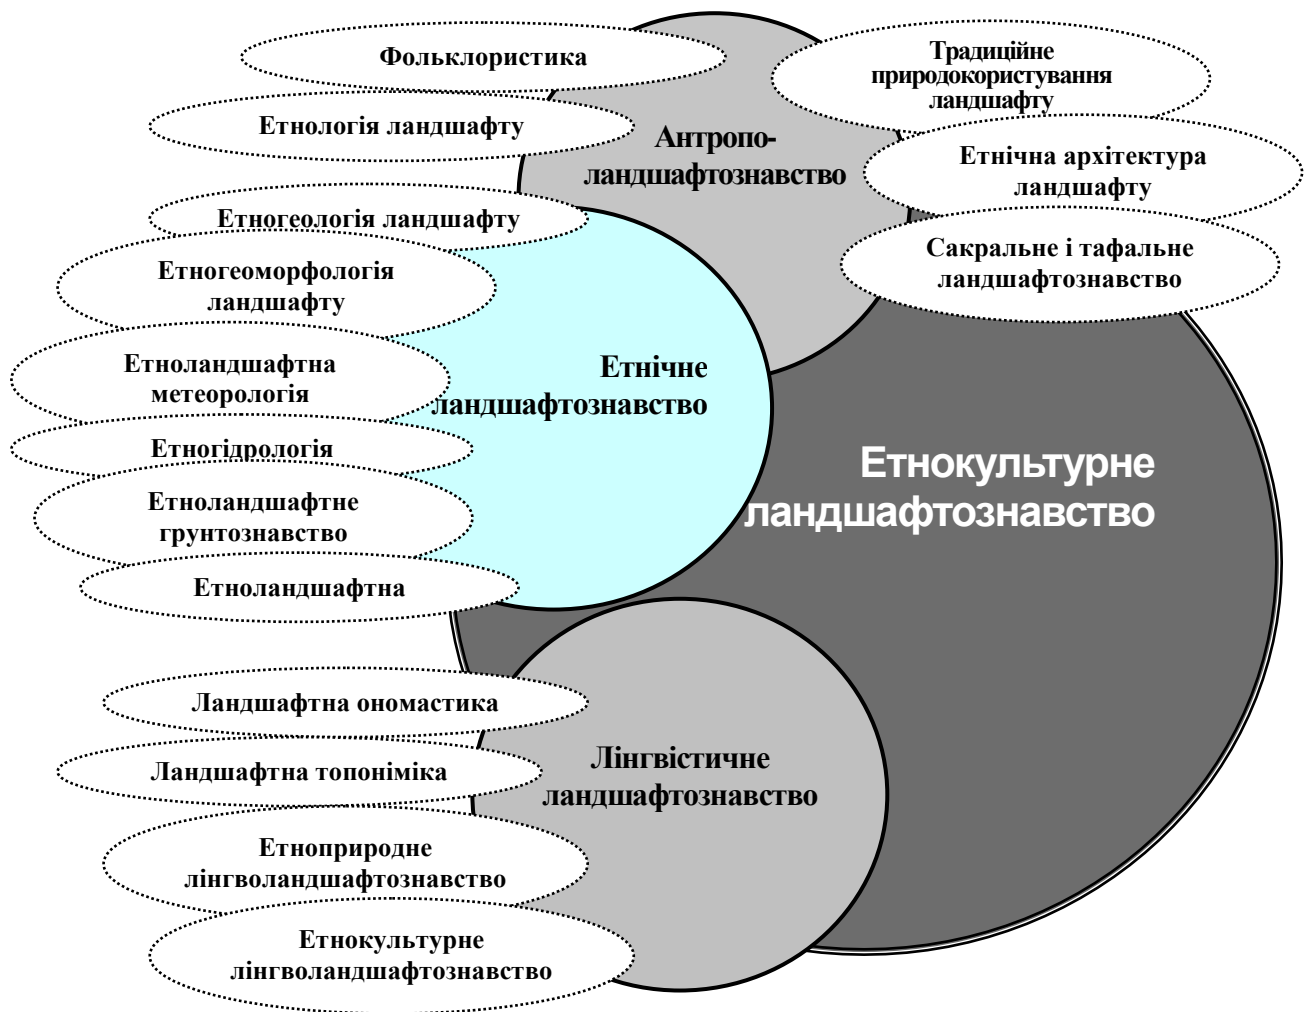 Фольклористика
Етнологія ландшафту
Традиційне
природокористування
ландшафту
Антропо-
ландшафтознавство
Етнічна архітектура
ландшафту
Сакральне і тафальне
ландшафтознавство
Етногеологія ландшафту
Етногеоморфологія
ландшафту
Етноландшафтна
метеорологія
Етногідрологія
Етноландшафтне
грунтознавство
Етноландшафтна
Етнічне
ландшафтознавство
Етнокультурне
ландшафтознавство
Ландшафтна ономастика
Ландшафтна топоніміка
Етноприродне
лінгволандшафтознавство
Етнокультурне
лінгволандшафтознавство
Лінгвістичне
ландшафтознавство